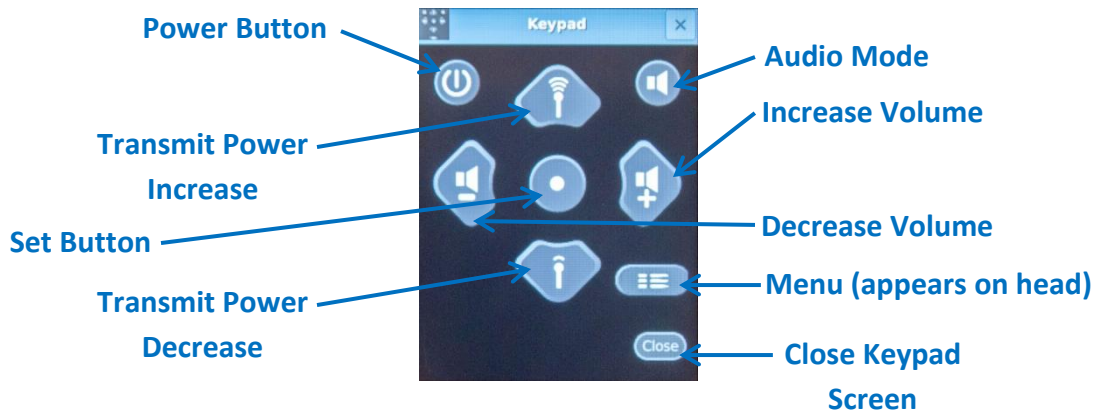 Power Button
Keypad
Audio Mode
Increase Volume
Transmit Power
Increase
Set Button
Decrease Volume
Transmit Power
Decrease
Menu (appears on head)
Close
Close Keypad
Screen